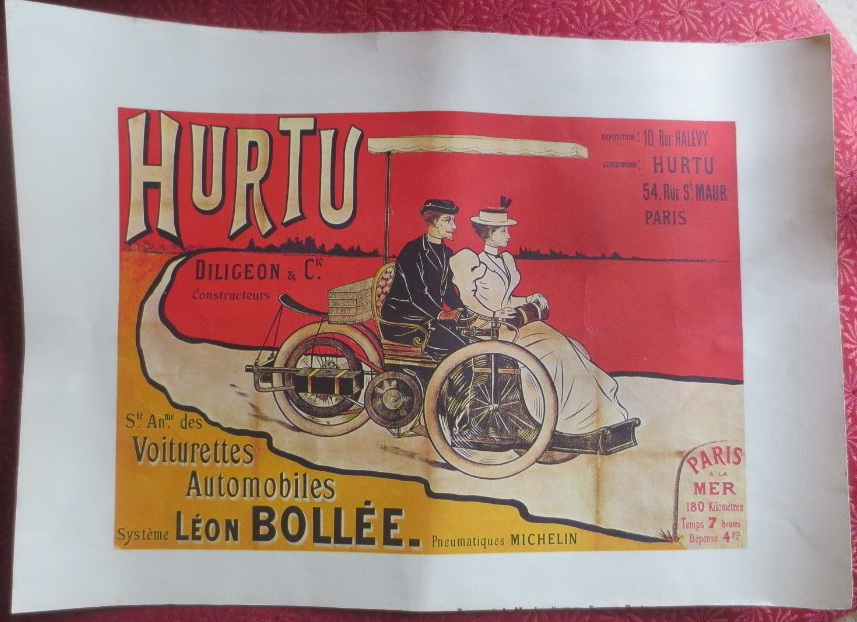 HURTU
EXPOSITION : 10, RUE HALÉVY
HURTU
54, RUE St MAUR
PARIS
DILIGEON & Cie
Constructeurs
Sté Anme des
Voiturettes
Automobiles
Système LÉON BOLLÉE.
Pneumatiques MICHELIN
PARIS
A LA
MER
180 Kilomètres
Temps 7 heures
Dépense 4 frs